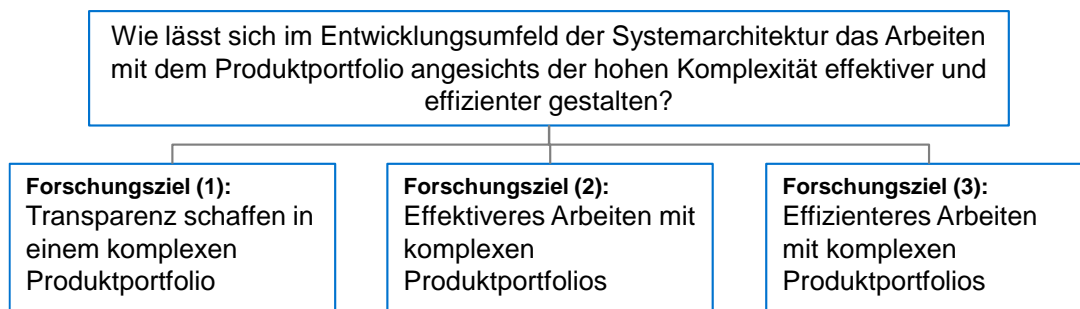 Wie lässt sich im Entwicklungsumfeld der Systemarchitektur das Arbeiten
mit dem Produktportfolio angesichts der hohen Komplexität effektiver und
effizienter gestalten?
Forschungsziel (1):
Transparenz schaffen in
einem komplexen
Produktportfolio
Forschungsziel (2):
Effektiveres Arbeiten mit
komplexen
Produktportfolios
Forschungsziel (3):
Effizienteres Arbeiten
mit komplexen
Produktportfolios